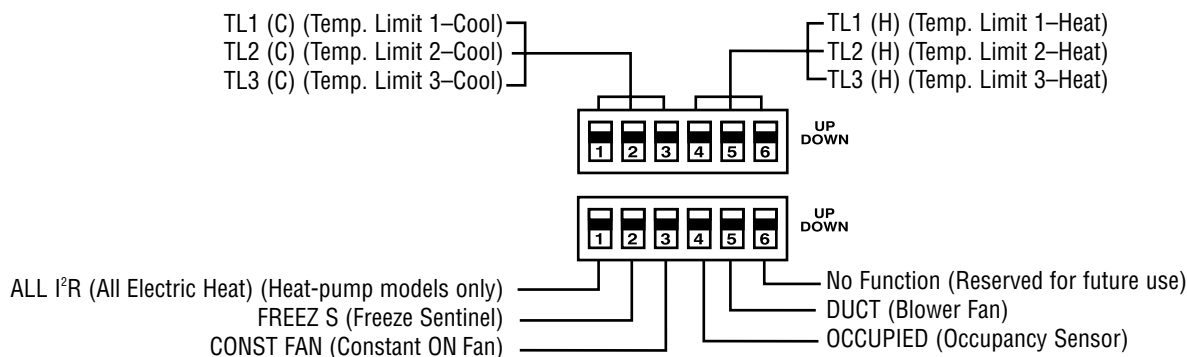 TL1 (C) (Temp. Limit 1–Cool)
TL2 (C) (Temp. Limit 2–Cool)
TL3 (C) (Temp. Limit 3–Cool)
TL1 (H) (Temp. Limit 1–Heat)
TL2 (H) (Temp. Limit 2–Heat)
TL3 (H) (Temp. Limit 3–Heat)
1 2 3 4 5 6
UP
DOWN
1 2 3 4 5 6
UP
DOWN
ALL I²R (All Electric Heat) (Heat-pump models only)
FREEZ S (Freeze Sentinel)
CONST FAN (Constant ON Fan)
No Function (Reserved for future use)
DUCT (Blower Fan)
OCCUPIED (Occupancy Sensor)